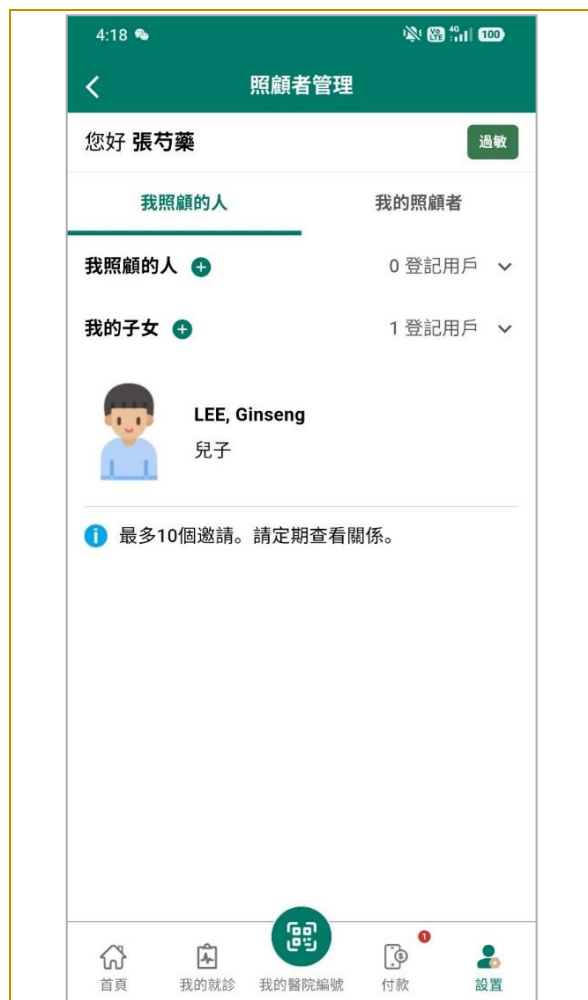 4:18
VO LTE 4G 100
照顧者管理
您好 張芍藥 過敏
我照顧的人 我的照顧者
我照顧的人 0 登記用戶
我的子女 1 登記用戶
LEE, Ginseng
兒子
最多10個邀請。請定期查看關係。
1
首頁 我的就診 我的醫院編號 付款 設置